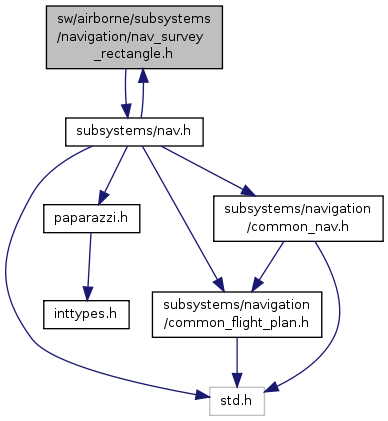 sw/airborne/subsystems
/navigation/nav_survey
_rectangle.h
subsystems/nav.h
paparazzi.h
subsystems/navigation
/common_nav.h
inttypes.h
subsystems/navigation
/common_flight_plan.h
std.h